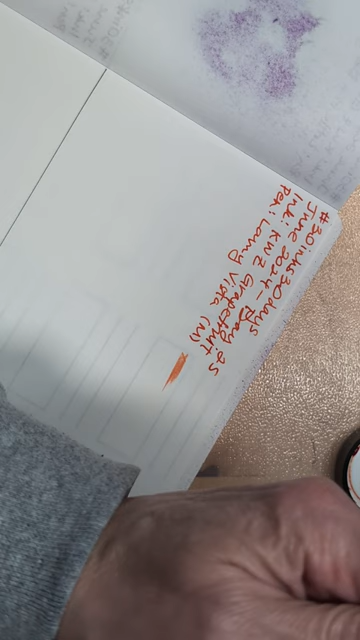 #30inks30days
June 2024 - Day 25
Ink: KWZ Grapefruit
Pen: Lamy Vista (M)